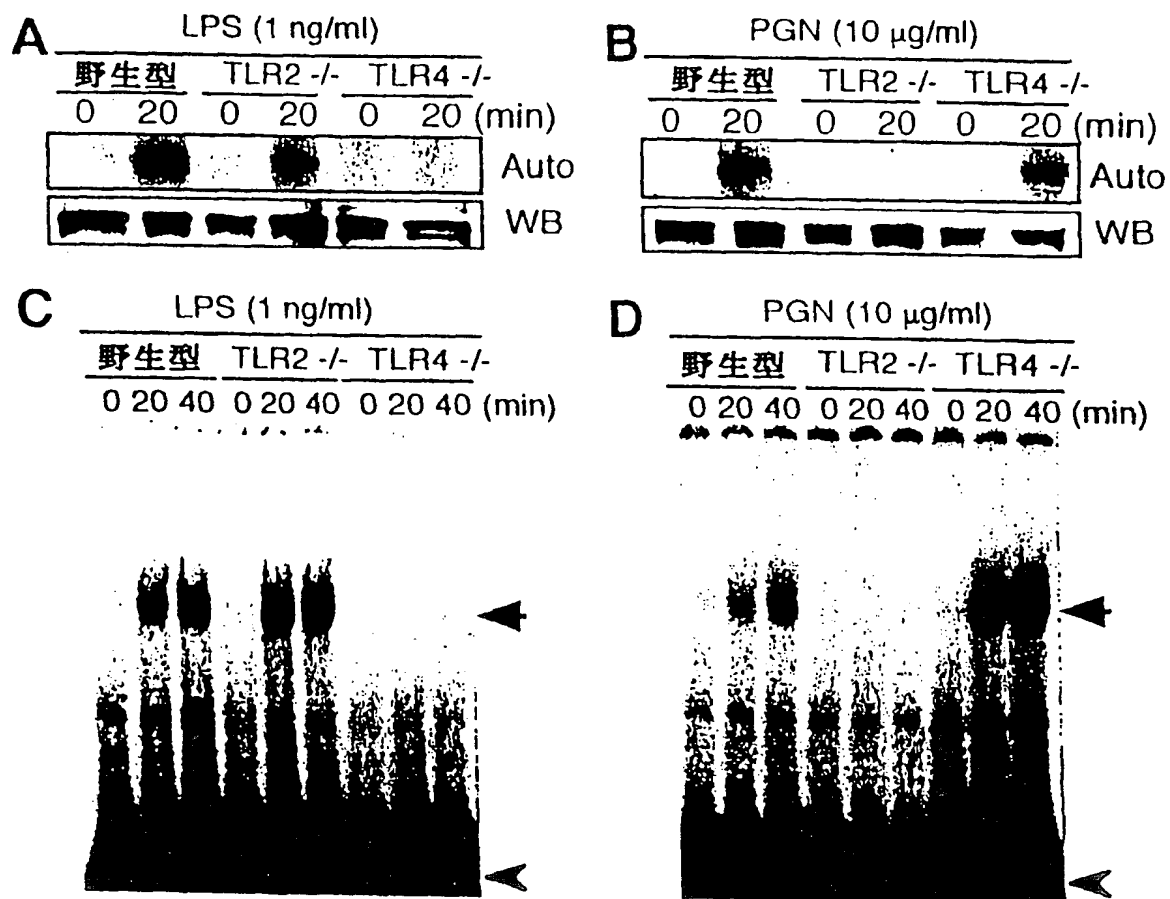 A LPS (1 ng/ml)
野生型 TLR2 -/- TLR4 -/-
0 20 0 20 0 20 (min)
Auto
WB
B PGN (10 µg/ml)
野生型 TLR2 -/- TLR4 -/-
0 20 0 20 0 20 (min)
Auto
WB
C LPS (1 ng/ml)
野生型 TLR2 -/- TLR4 -/-
0 20 40 0 20 40 0 20 40 (min)
D PGN (10 µg/ml)
野生型 TLR2 -/- TLR4 -/-
0 20 40 0 20 40 0 20 40 (min)